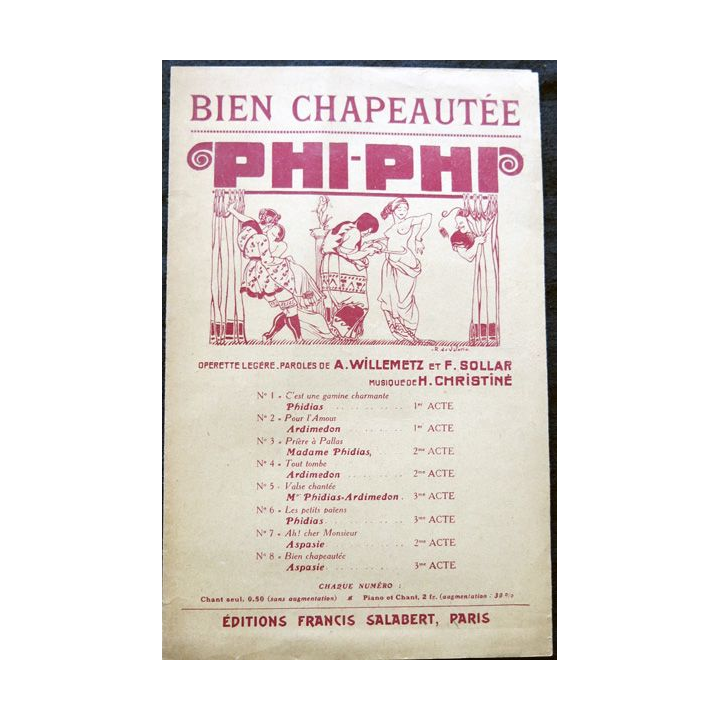 BIEN CHAPEAUTÉE
PHI-PHI
OPERETTE LEGÉRE. PAROLES DE A. WILLEMETZ ET F. SOLLAR
MUSIQUE DE H. CHRISTINÉ
No 1 - C'est une gamine charmante
Phidias . . . . . . . . . . 1er ACTE
No 2 - Pour l'Amour
Ardimedon . . . . . . . . 1er ACTE
No 3 - Prière à Pallas
Madame Phidias, . . 2me ACTE
No 4 - Tout tombe
Ardimedon . . . . . . . . 2me ACTE
No 5 - Valse chantée
Mme Phidias-Ardimedon . 3me ACTE
No 6 - Les petits païens
Phidias . . . . . . . . . . 3me ACTE
No 7 - Ah! cher Monsieur
Aspasie . . . . . . . . . . 2me ACTE
No 8 - Bien chapeautée
Aspasie . . . . . . . . . . 3me ACTE
CHAQUE NUMÉRO :
Chant seul, 0,50 (sans augmentation) Piano et Chant, 2 fr. (augmentation : 30 o/o
ÉDITIONS FRANCIS SALABERT, PARIS